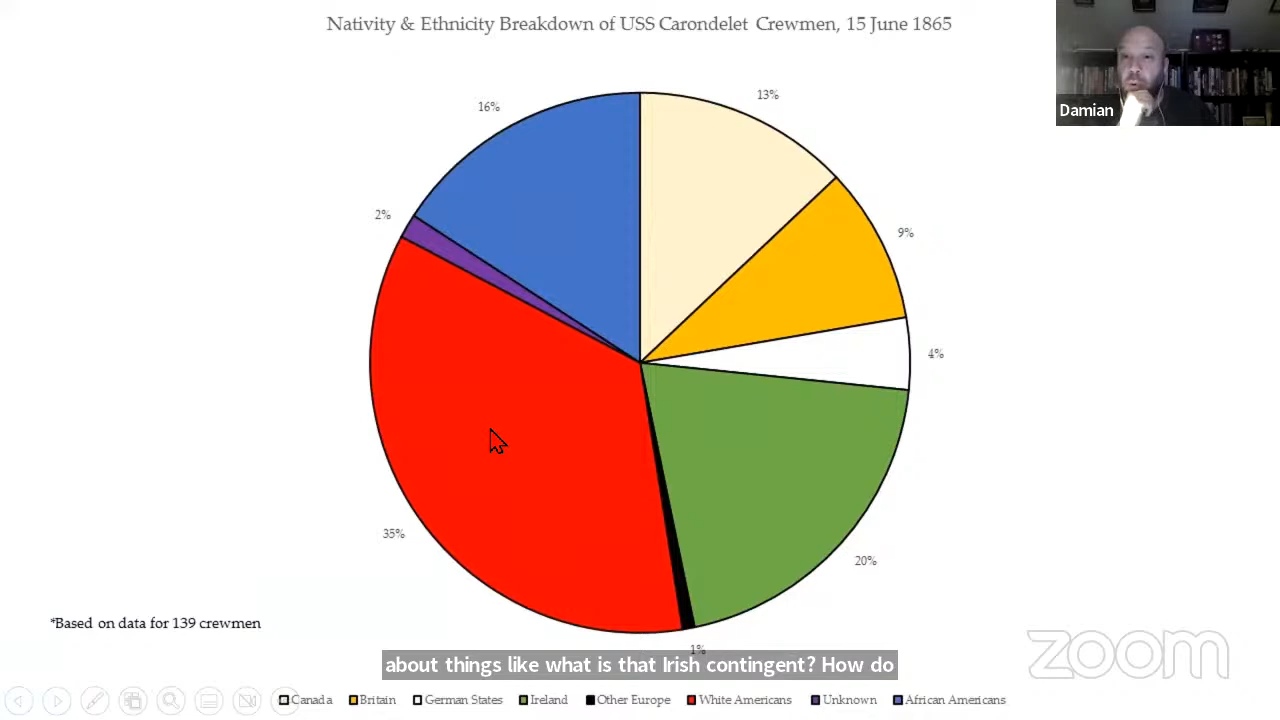 Nativity & Ethnicity Breakdown of USS Carondelet Crewmen, 15 June 1865
Damian
16%
13%
2%
9%
4%
35%
20%
1%
*Based on data for 139 crewmen
zoom
about things like what is that Irish contingent? How do
Canada Britain German States Ireland Other Europe White Americans Unknown African Americans